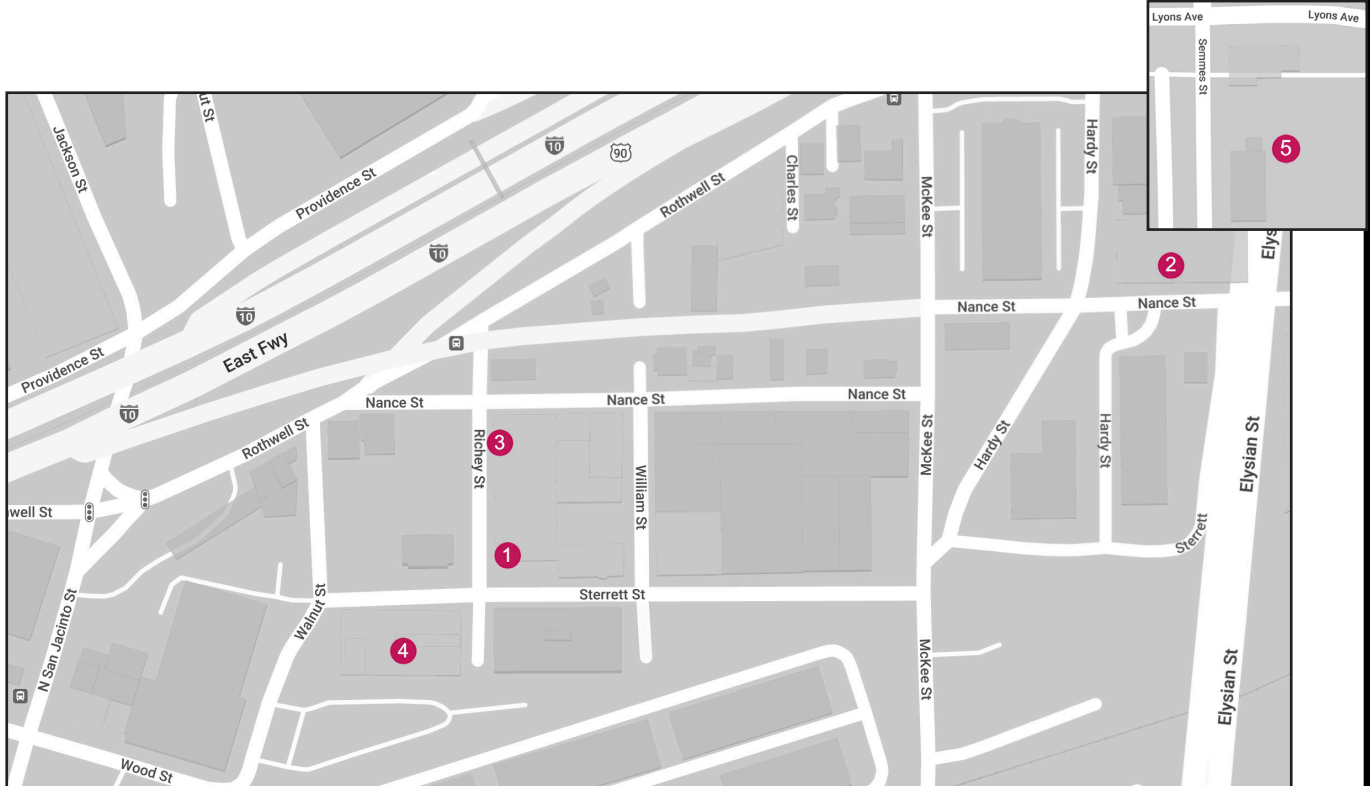 Lyons Ave
Lyons Ave
Semmes St
5
ut St
Jackson St
Providence St
10
90
Rothwell St
Charles St
McKee St
Hardy St
10
Elys
2
10
Nance St
Nance St
East Fwy
Providence St
10
Nance St
Nance St
Nance St
Rothwell St
Richey St
3
William St
McKee St
Hardy St
Hardy St
Elysian St
well St
1
Sterrett
Sterrett St
N San Jacinto St
Walnut St
4
McKee St
Elysian St
Wood St